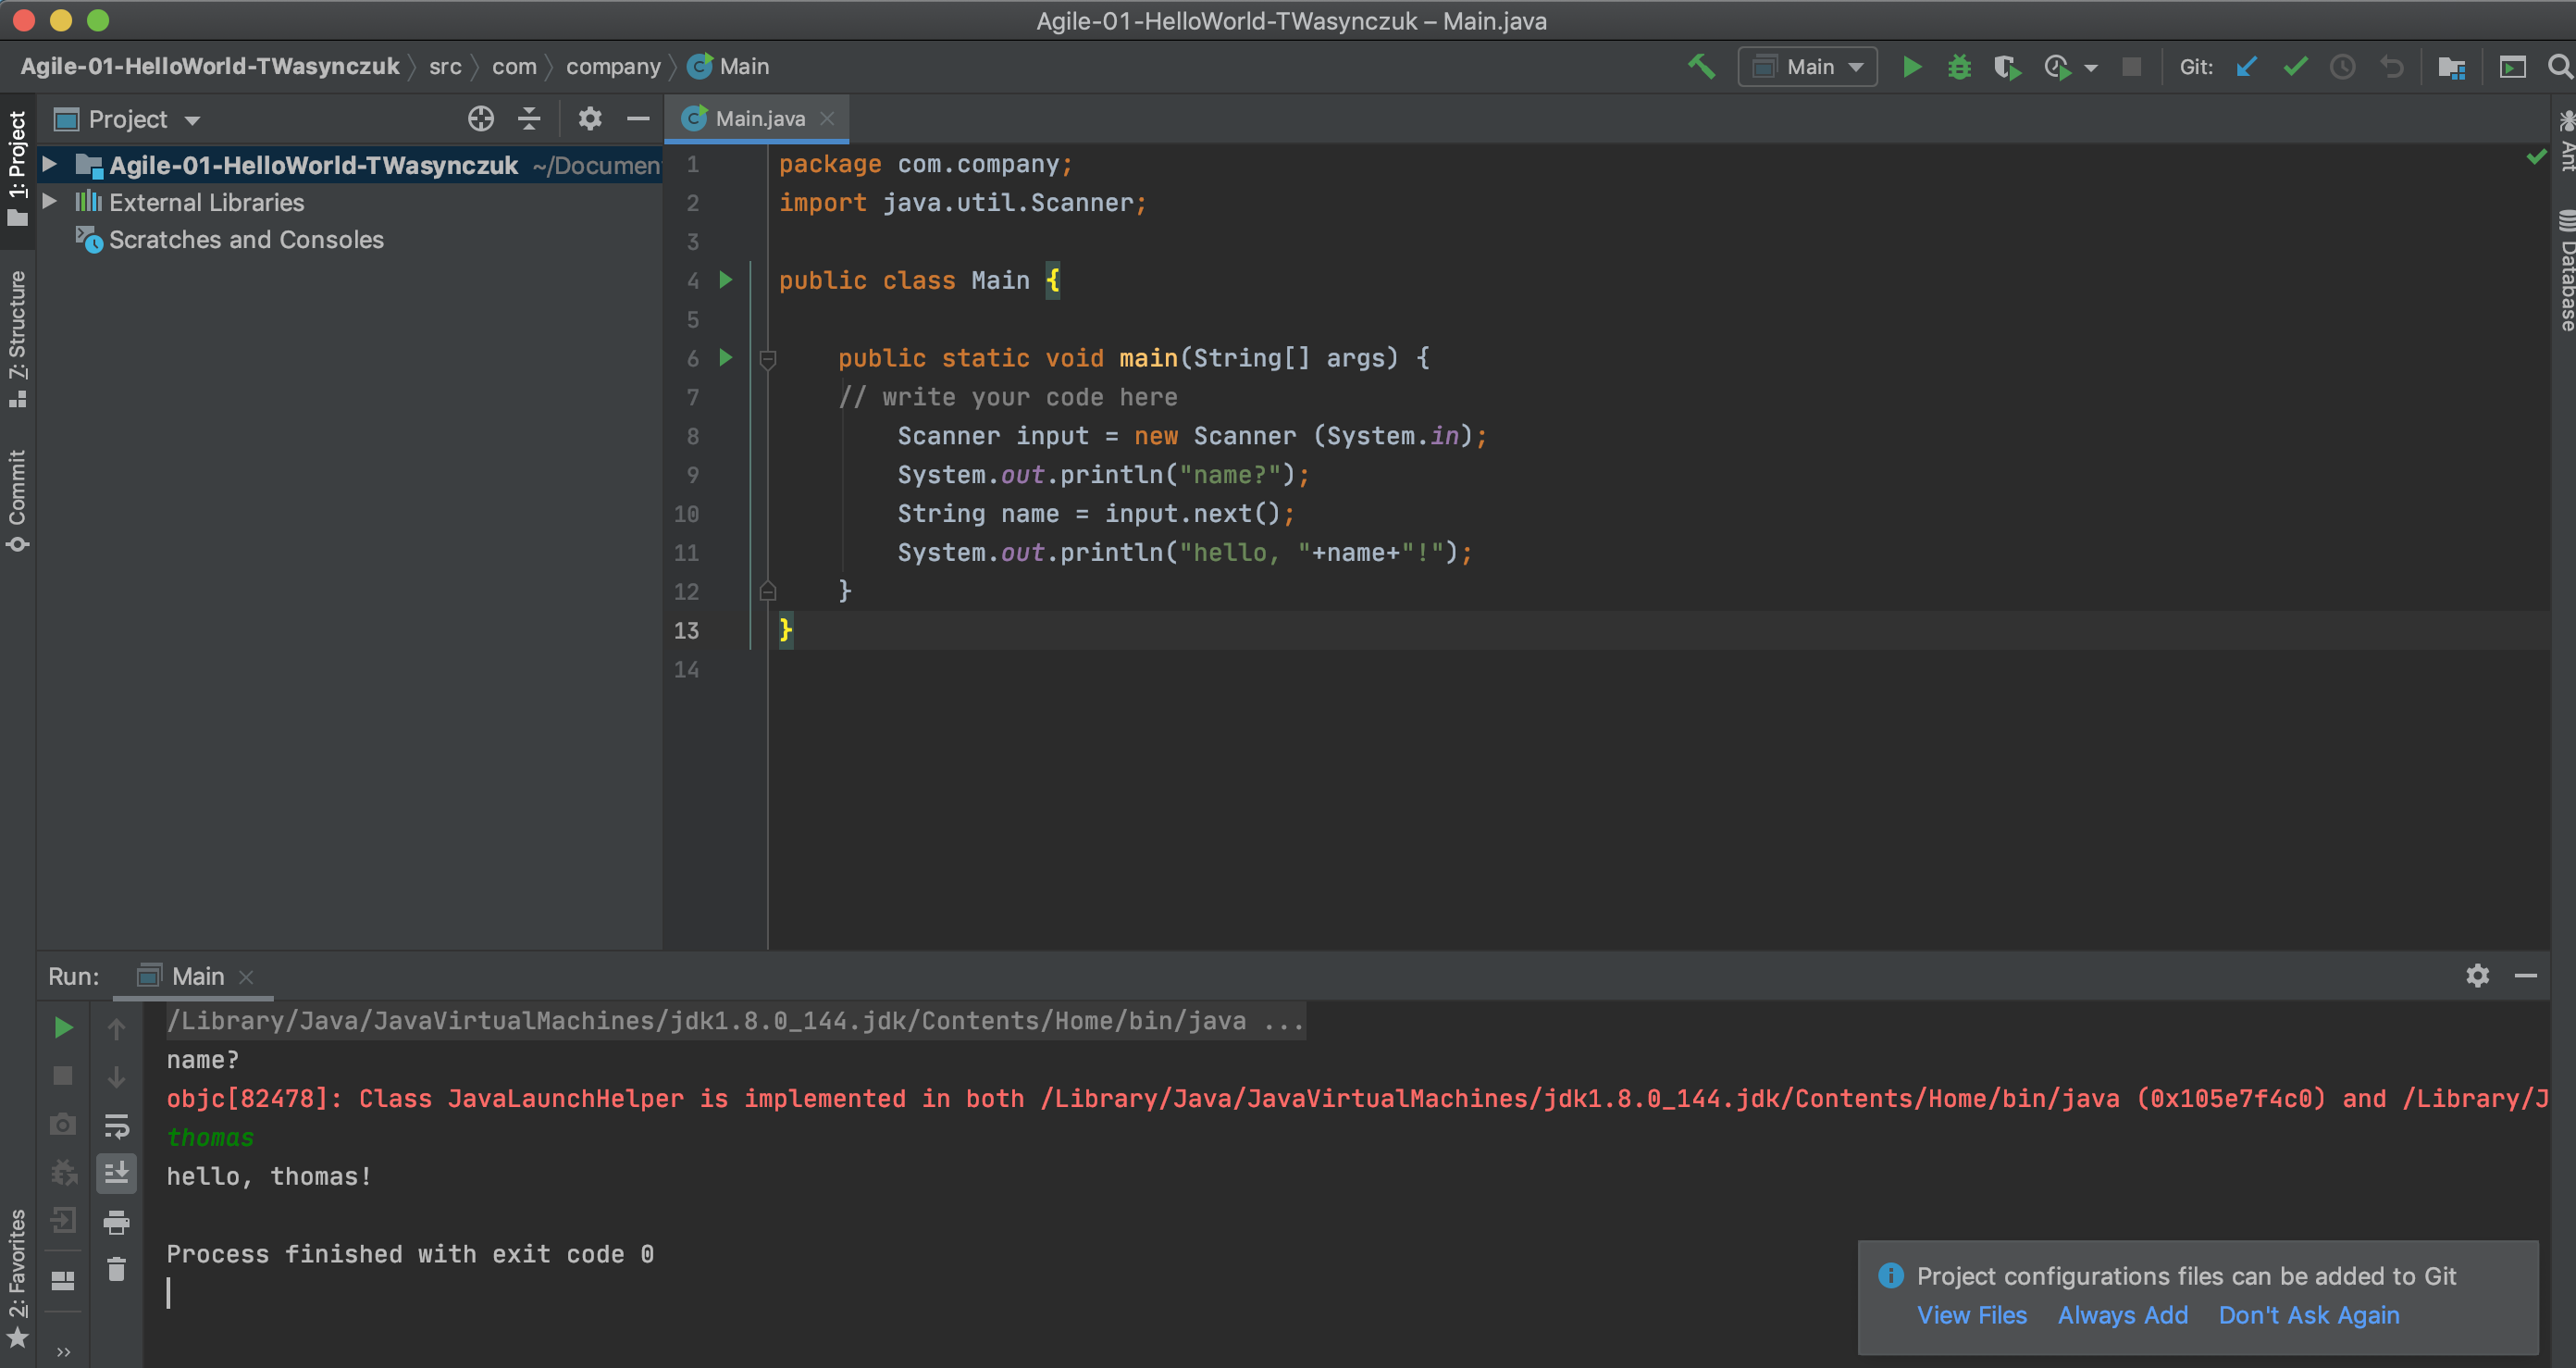 Agile-01-HelloWorld-TWasynczuk – Main.java
Agile-01-HelloWorld-TWasynczuk src com company Main
Main
Git:
1: Project
7: Structure
Commit
2: Favorites
Project
Agile-01-HelloWorld-TWasynczuk ~/Documen
External Libraries
Scratches and Consoles
Main.java
1 package com.company;
2 import java.util.Scanner;
3
4 public class Main {
5
6 public static void main(String[] args) {
7 // write your code here
8 Scanner input = new Scanner (System.in);
9 System.out.println("name?");
10 String name = input.next();
11 System.out.println("hello, "+name+"!");
12 }
13 }
14
Ant
Database
Run: Main
/Library/Java/JavaVirtualMachines/jdk1.8.0_144.jdk/Contents/Home/bin/java ...
name?
objc[82478]: Class JavaLaunchHelper is implemented in both /Library/Java/JavaVirtualMachines/jdk1.8.0_144.jdk/Contents/Home/bin/java (0x105e7f4c0) and /Library/J
thomas
hello, thomas!
Process finished with exit code 0
Project configurations files can be added to Git
View Files Always Add Don't Ask Again